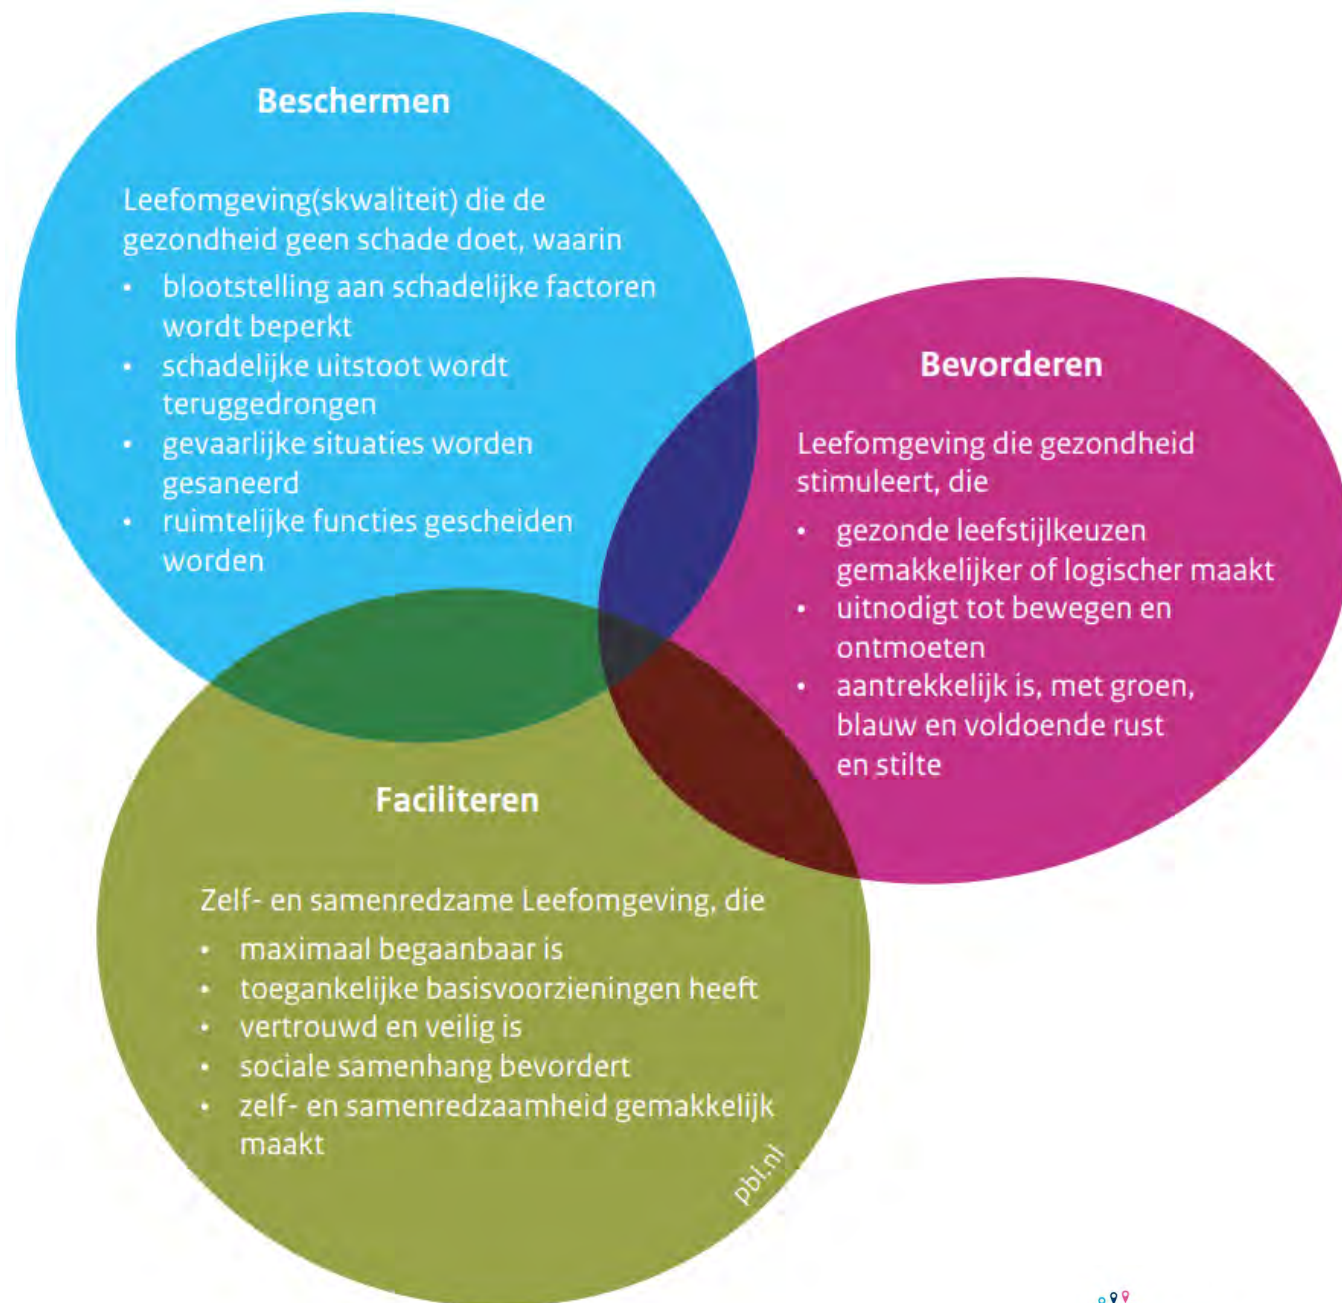 Beschermen
Leefomgeving(skwaliteit) die de
gezondheid geen schade doet, waarin
• blootstelling aan schadelijke factoren
wordt beperkt
• schadelijke uitstoot wordt
teruggedrongen
• gevaarlijke situaties worden
gesaneerd
• ruimtelijke functies gescheiden
worden
Bevorderen
Leefomgeving die gezondheid
stimuleert, die
• gezonde leefstijlkeuzen
gemakkelijker of logischer maakt
• uitnodigt tot bewegen en
ontmoeten
• aantrekkelijk is, met groen,
blauw en voldoende rust
en stilte
Faciliteren
Zelf- en samenredzame Leefomgeving, die
• maximaal begaanbaar is
• toegankelijke basisvoorzieningen heeft
• vertrouwd en veilig is
• sociale samenhang bevordert
• zelf- en samenredzaamheid gemakkelijk
maakt
pbl.nl